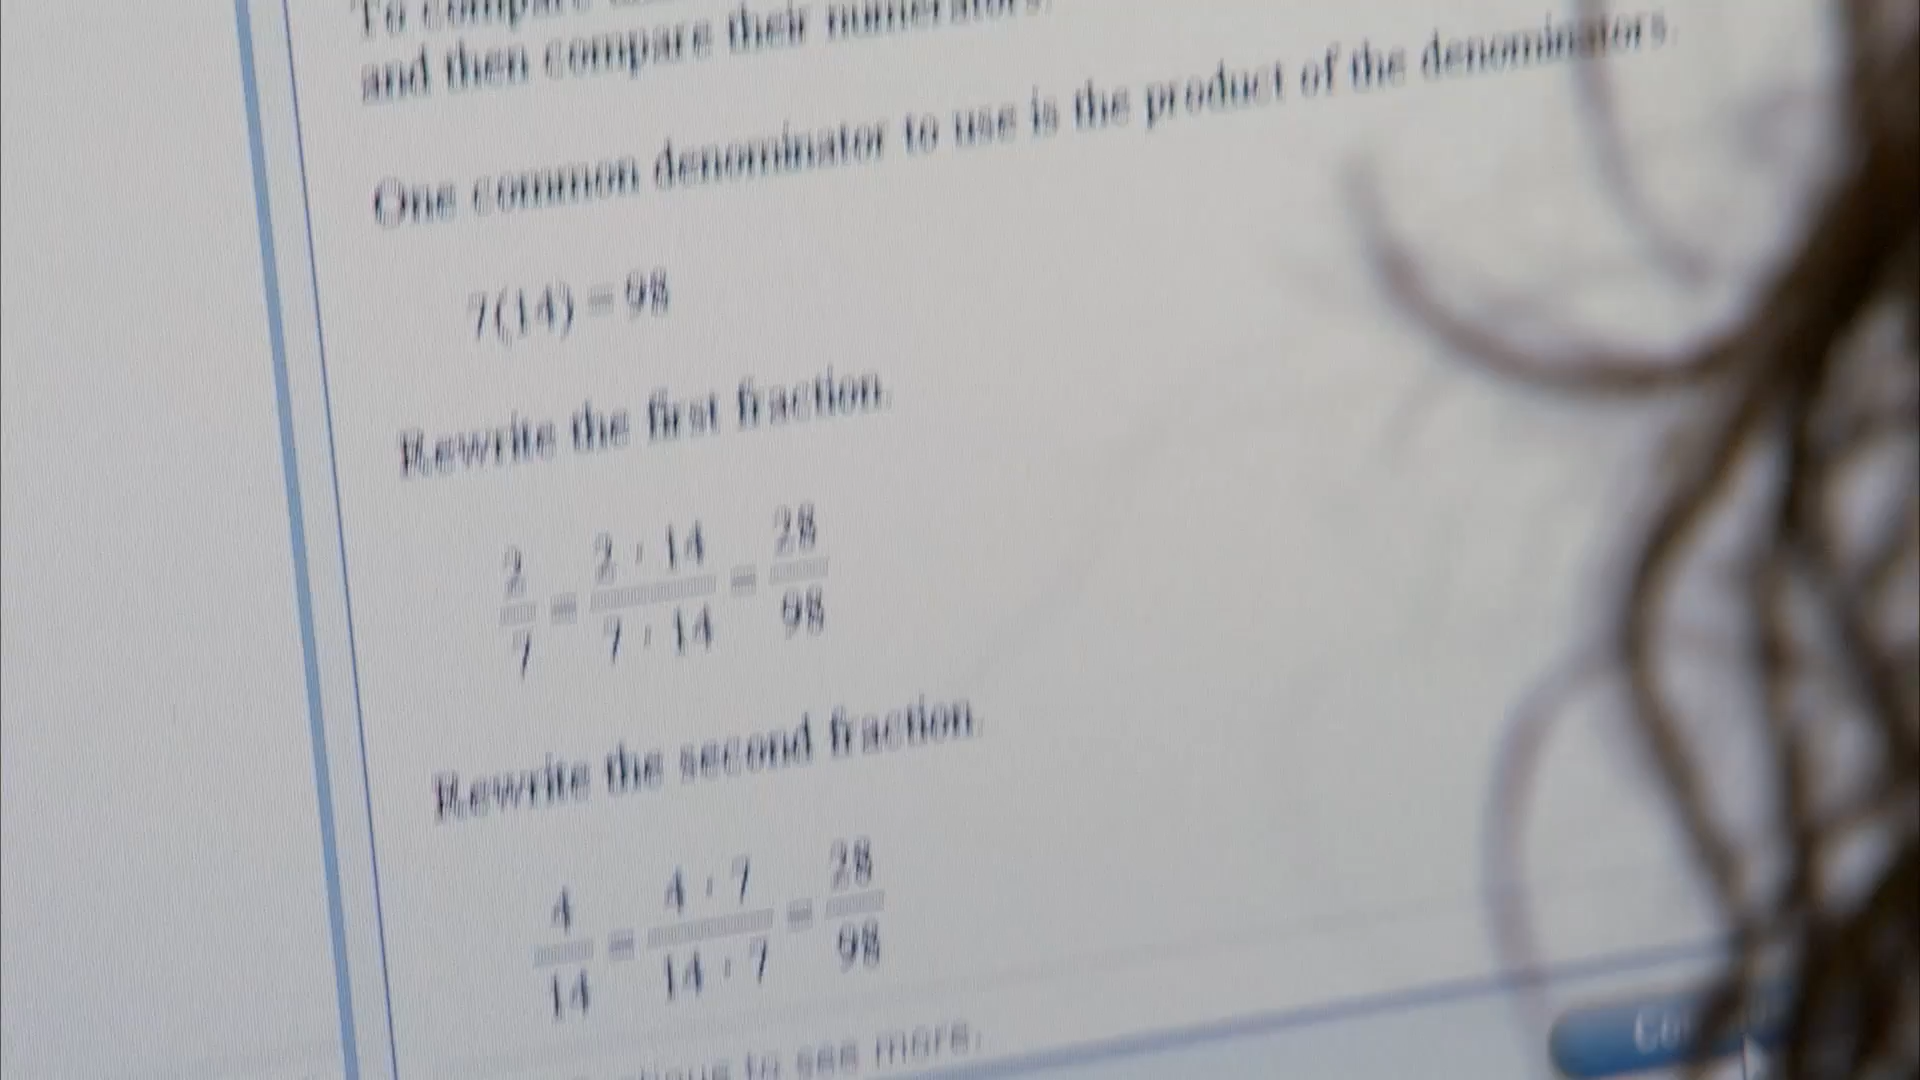 To compare
and then compare their numerators.
One common denominator to use is the product of the denominators.
7(14) = 98
Rewrite the first fraction.
2/7 = 2 · 14/7 · 14 = 28/98
Rewrite the second fraction.
4/14 = 4 · 7/14 · 7 = 28/98
to see more.